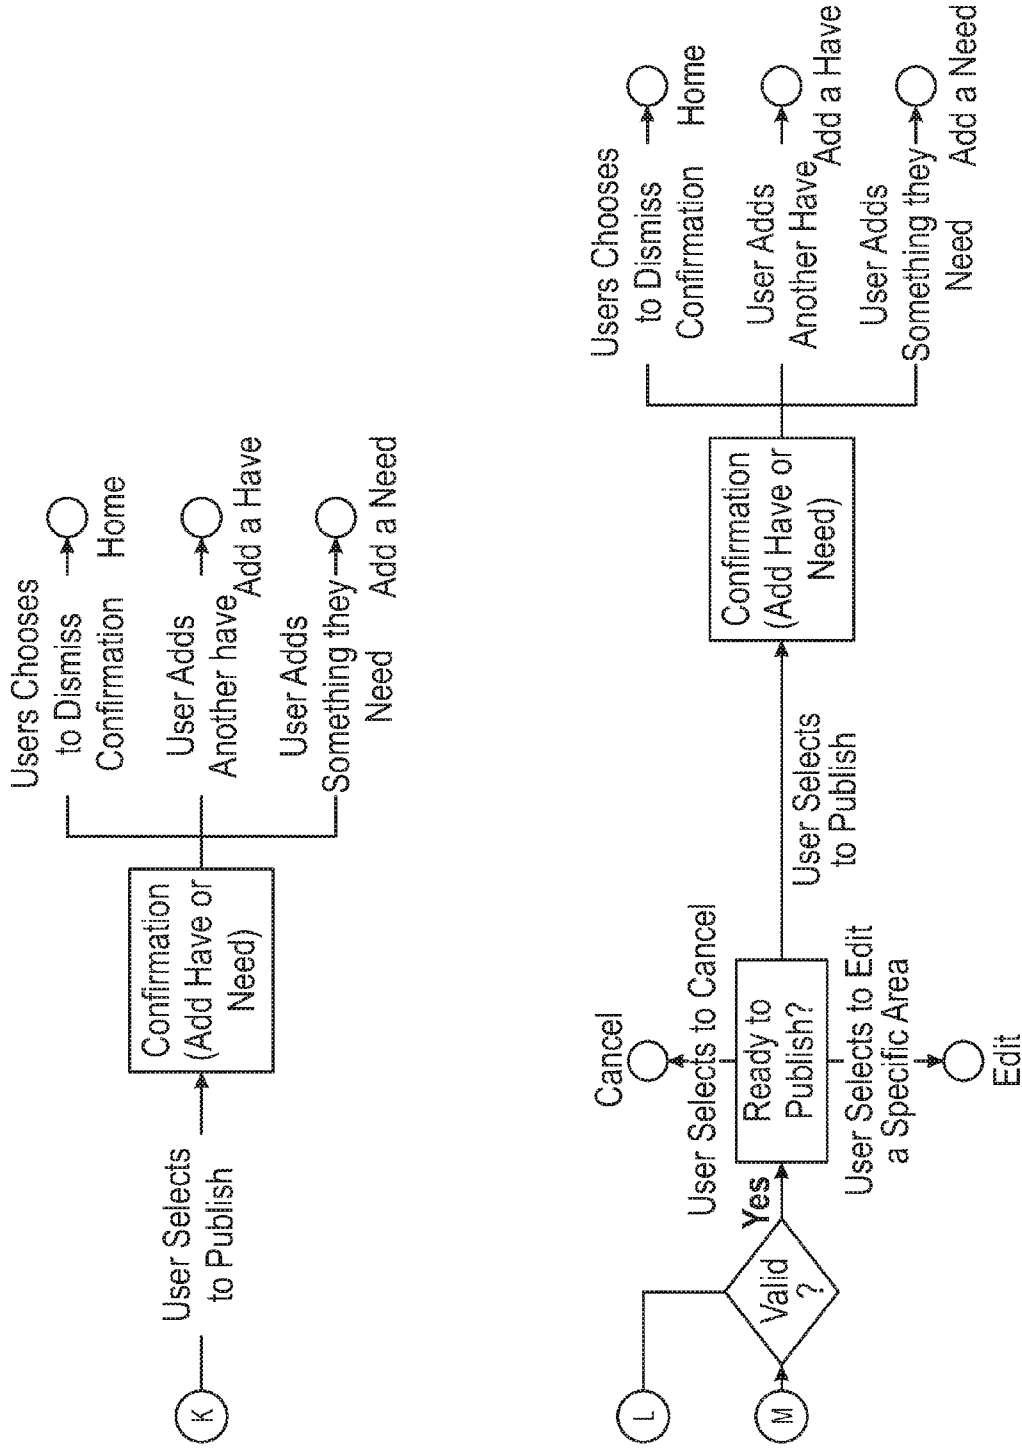 K
User Selects
to Publish
Confirmation
(Add Have or
Need)
Users Chooses
to Dismiss
Confirmation
Home
User Adds
Another have
Add a Have
User Adds
Something they
Need
Add a Need
L
M
Valid
?
Yes
Cancel
User Selects to Cancel
Ready to
Publish?
User Selects to Edit
a Specific Area
Edit
User Selects
to Publish
Confirmation
(Add Have or
Need)
Users Chooses
to Dismiss
Confirmation
Home
User Adds
Another Have
Add a Have
User Adds
Something they
Need
Add a Need